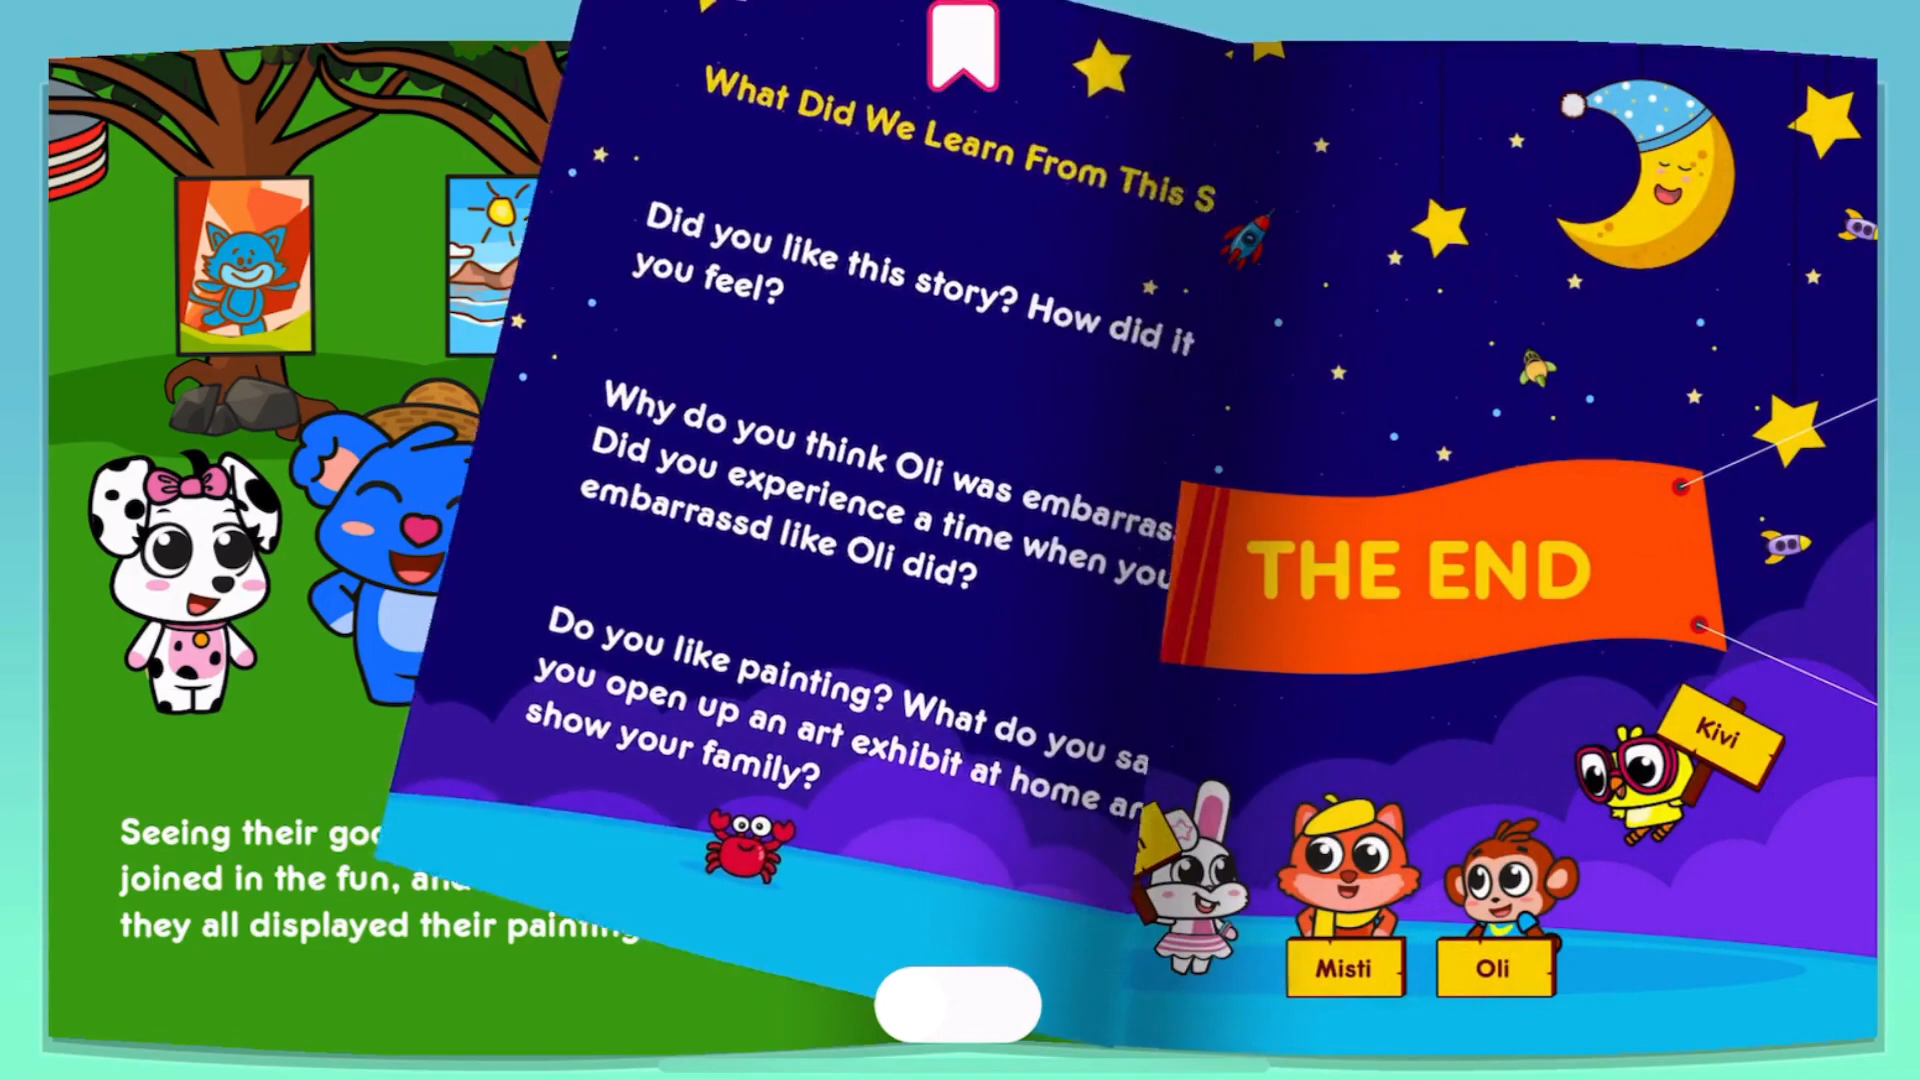 What Did We Learn From This S
Did you like this story? How did it
you feel?
Why do you think Oli was embarras
Did you experience a time when you
embarrassd like Oli did?
Do you like painting? What do you sa
you open up an art exhibit at home an
show your family?
Seeing their goo
joined in the fun, and
they all displayed their painting
THE END
Kivi
Misti
Oli